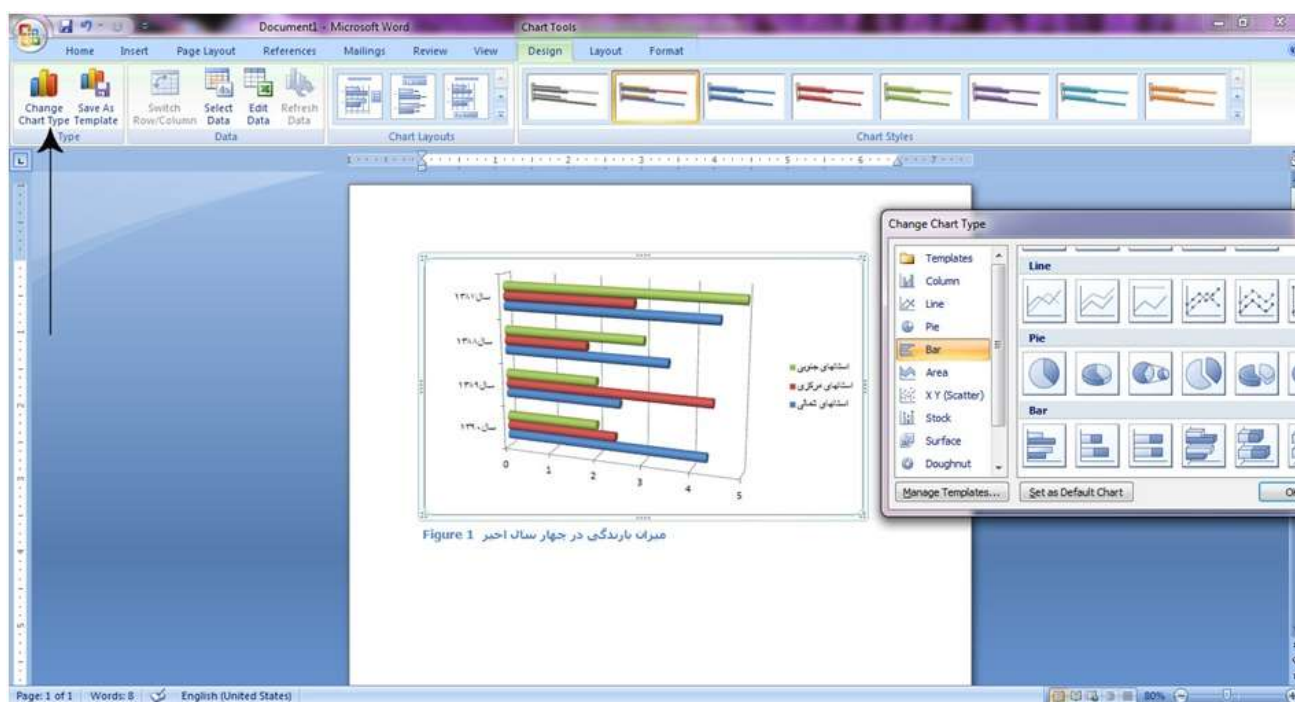 Document1 - Microsoft Word
Chart Tools
Home Insert Page Layout References Mailings Review View Design Layout Format
Change Chart Type
Save As Template
Switch Row/Column
Select Data
Edit Data
Refresh Data
Type
Data
Chart Layouts
Chart Styles
Change Chart Type
Templates
Column
Line
Pie
Bar
Area
X Y (Scatter)
Stock
Surface
Doughnut
Line
Pie
Bar
Manage Templates...
Set as Default Chart
سال۱۳۸۸
سال۱۳۸۹
سال۱۳۹۰
0 1 2 3 4 5
استانهای جنوبی
استانهای مرکزی
استانهای شمالی
Figure 1 میزان بارندگی در چهار سال اخیر
Page: 1 of 1 Words: 8 English (United States) 80%